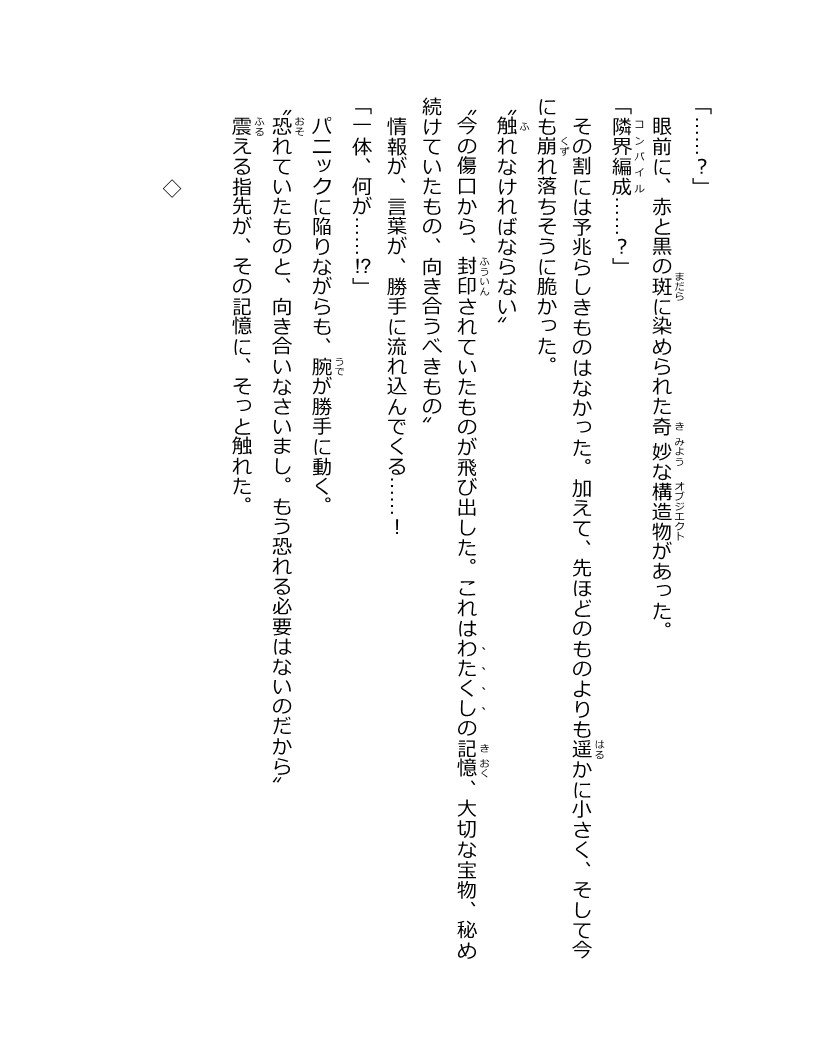 「……？」
眼前に、赤と黒の斑に染められた奇妙な構造物があった。
「隣界編成……？」
その割には予兆らしきものはなかった。加えて、先ほどのものよりも遥かに小さく、そして今
にも崩れ落ちそうに脆かった。
〝触れなければならない〟
〝今の傷口から、封印されていたものが飛び出した。これはわたくしの記憶、大切な宝物、秘め
続けていたもの、向き合うべきもの〟
情報が、言葉が、勝手に流れ込んでくる……！
「一体、何が……⁉」
パニックに陥りながらも、腕が勝手に動く。
〝恐れていたものと、向き合いなさいまし。もう恐れる必要はないのだから〟
震える指先が、その記憶に、そっと触れた。
◇